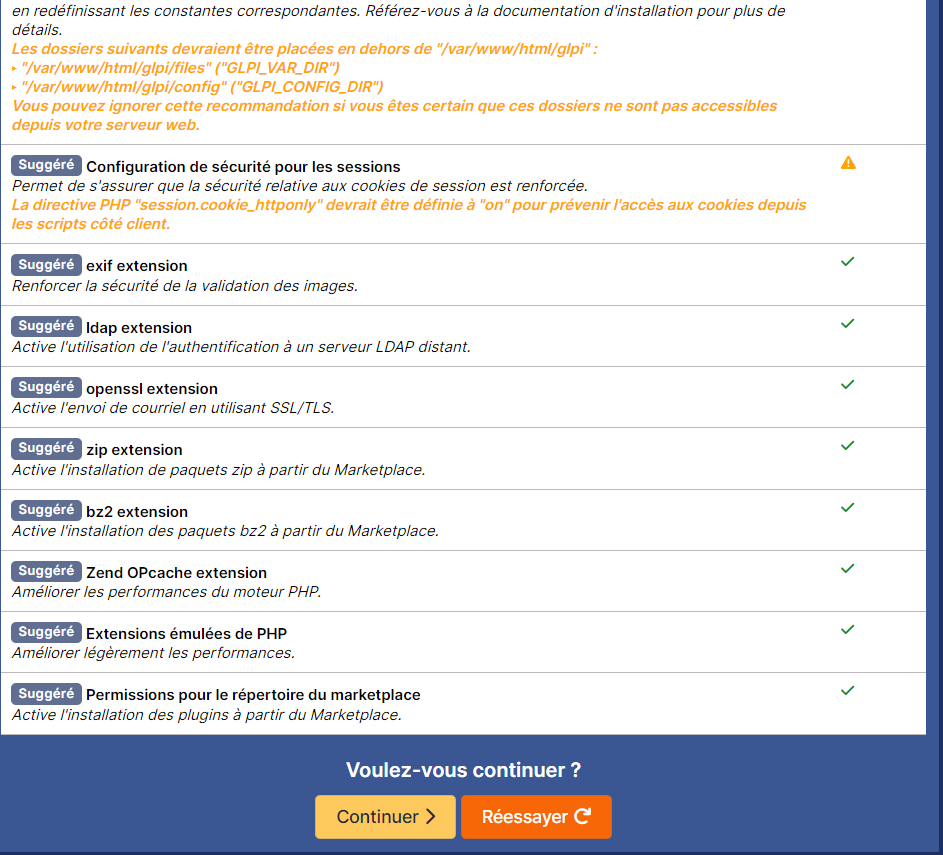 en redéfinissant les constantes correspondantes. Référez-vous à la documentation d'installation pour plus de
détails.
Les dossiers suivants devraient être placées en dehors de "/var/www/html/glpi" :
‣ "/var/www/html/glpi/files" ("GLPI_VAR_DIR")
‣ "/var/www/html/glpi/config" ("GLPI_CONFIG_DIR")
Vous pouvez ignorer cette recommandation si vous êtes certain que ces dossiers ne sont pas accessibles
depuis votre serveur web.
Suggéré Configuration de sécurité pour les sessions
Permet de s'assurer que la sécurité relative aux cookies de session est renforcée.
La directive PHP "session.cookie_httponly" devrait être définie à "on" pour prévenir l'accès aux cookies depuis
les scripts côté client.
Suggéré exif extension
Renforcer la sécurité de la validation des images.
Suggéré ldap extension
Active l'utilisation de l'authentification à un serveur LDAP distant.
Suggéré openssl extension
Active l'envoi de courriel en utilisant SSL/TLS.
Suggéré zip extension
Active l'installation de paquets zip à partir du Marketplace.
Suggéré bz2 extension
Active l'installation des paquets bz2 à partir du Marketplace.
Suggéré Zend OPcache extension
Améliorer les performances du moteur PHP.
Suggéré Extensions émulées de PHP
Améliorer légèrement les performances.
Suggéré Permissions pour le répertoire du marketplace
Active l'installation des plugins à partir du Marketplace.
Voulez-vous continuer ?
Continuer Réessayer